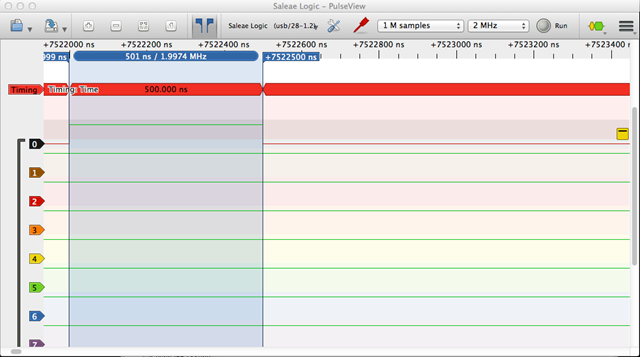 Saleae Logic – PulseView
Saleae Logic (usb/28-1.2) 1 M samples 2 MHz Run
+7522000 ns +7522200 ns +7522400 ns +7522600 ns +7522800 ns +7523000 ns +7523200 ns +7523400 ns
999 ns 501 ns / 1.9974 MHz +7522500 ns
Timing Timing: Time 500.000 ns
0
1
2
3
4
5
6
7